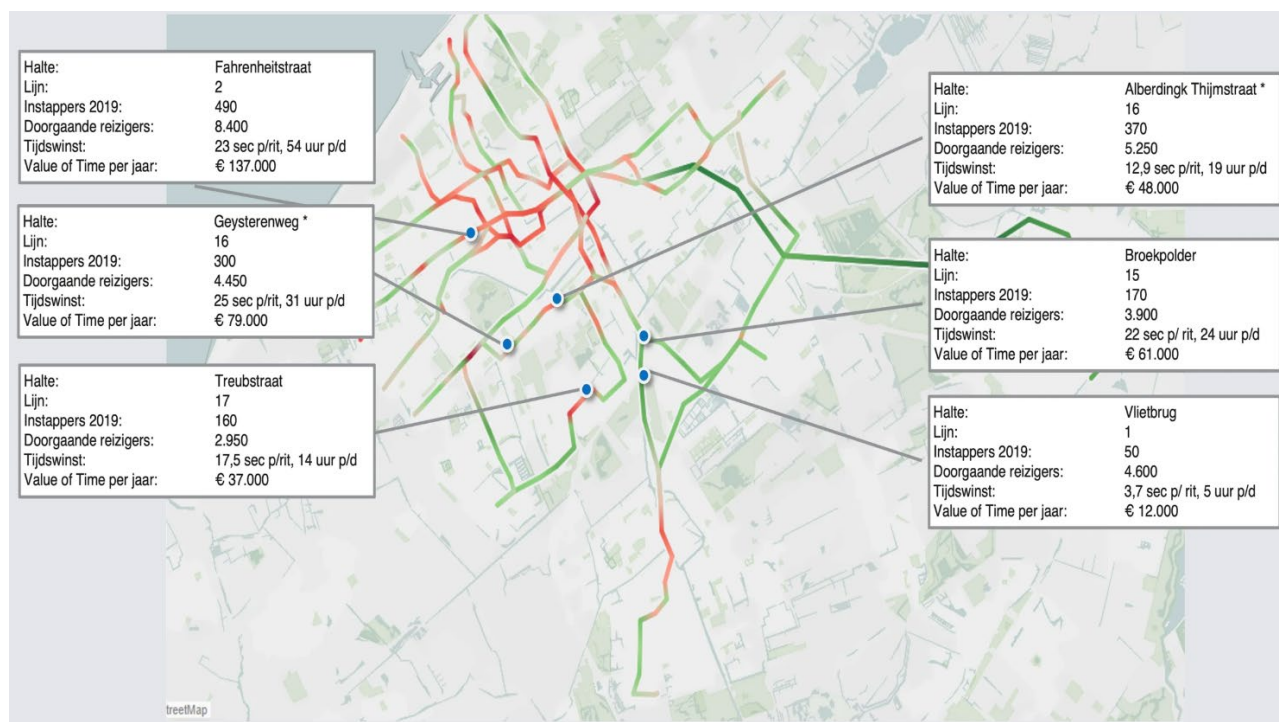 Halte: Fahrenheitstraat
Lijn: 2
Instappers 2019: 490
Doorgaande reizigers: 8.400
Tijdswinst: 23 sec p/rit, 54 uur p/d
Value of Time per jaar: € 137.000
Halte: Geysterenweg *
Lijn: 16
Instappers 2019: 300
Doorgaande reizigers: 4.450
Tijdswinst: 25 sec p/rit, 31 uur p/d
Value of Time per jaar: € 79.000
Halte: Treubstraat
Lijn: 17
Instappers 2019: 160
Doorgaande reizigers: 2.950
Tijdswinst: 17,5 sec p/rit, 14 uur p/d
Value of Time per jaar: € 37.000
Halte: Alberdingk Thijmstraat *
Lijn: 16
Instappers 2019: 370
Doorgaande reizigers: 5.250
Tijdswinst: 12,9 sec p/rit, 19 uur p/d
Value of Time per jaar: € 48.000
Halte: Broekpolder
Lijn: 15
Instappers 2019: 170
Doorgaande reizigers: 3.900
Tijdswinst: 22 sec p/ rit, 24 uur p/d
Value of Time per jaar: € 61.000
Halte: Vlietbrug
Lijn: 1
Instappers 2019: 50
Doorgaande reizigers: 4.600
Tijdswinst: 3,7 sec p/ rit, 5 uur p/d
Value of Time per jaar: € 12.000
treetMap